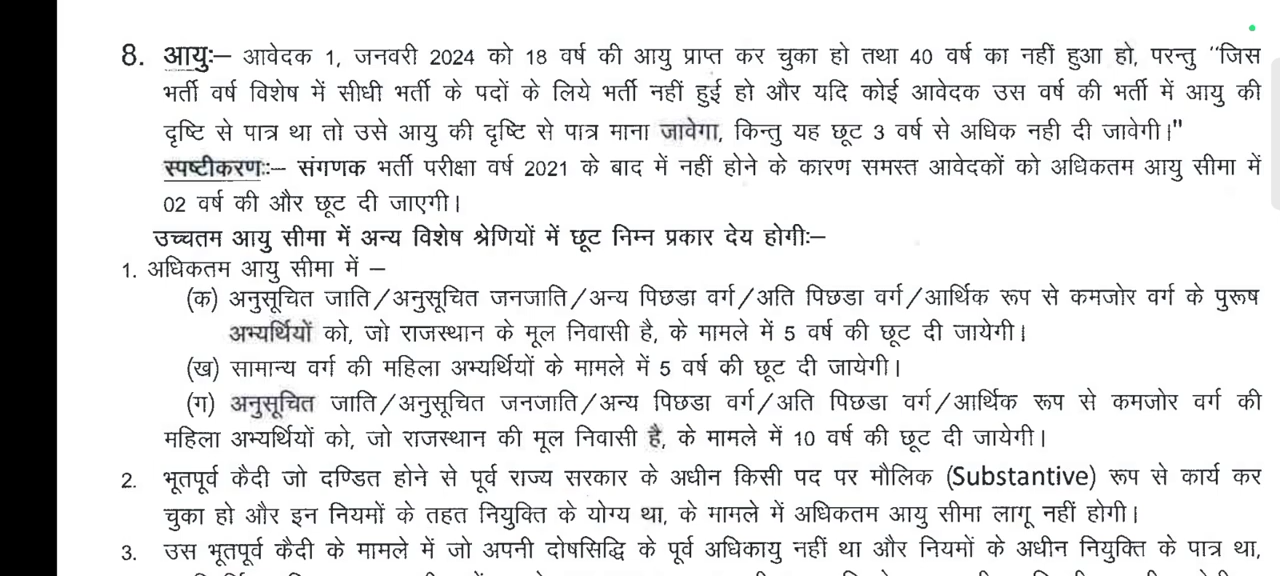 8. आयुः– आवेदक 1, जनवरी 2024 को 18 वर्ष की आयु प्राप्त कर चुका हो तथा 40 वर्ष का नहीं हुआ हो, परन्तु "जिस
भर्ती वर्ष विशेष में सीधी भर्ती के पदों के लिये भर्ती नहीं हुई हो और यदि कोई आवेदक उस वर्ष की भर्ती में आयु की
दृष्टि से पात्र था तो उसे आयु की दृष्टि से पात्र माना जावेगा, किन्तु यह छूट 3 वर्ष से अधिक नही दी जावेगी।"
स्पष्टीकरणः:– संगणक भर्ती परीक्षा वर्ष 2021 के बाद में नहीं होने के कारण समस्त आवेदकों को अधिकतम आयु सीमा में
02 वर्ष की और छूट दी जाएगी।
उच्चतम आयु सीमा में अन्य विशेष श्रेणियों में छूट निम्न प्रकार देय होगीः–
1. अधिकतम आयु सीमा में –
(क) अनुसूचित जाति/अनुसूचित जनजाति/अन्य पिछडा वर्ग/अति पिछडा वर्ग/आर्थिक रूप से कमजोर वर्ग के पुरूष
अभ्यर्थियों को, जो राजस्थान के मूल निवासी है, के मामले में 5 वर्ष की छूट दी जायेगी।
(ख) सामान्य वर्ग की महिला अभ्यर्थियों के मामले में 5 वर्ष की छूट दी जायेगी।
(ग) अनुसूचित जाति/अनुसूचित जनजाति/अन्य पिछडा वर्ग/अति पिछडा वर्ग/आर्थिक रूप से कमजोर वर्ग की
महिला अभ्यर्थियों को, जो राजस्थान की मूल निवासी है, के मामले में 10 वर्ष की छूट दी जायेगी।
2. भूतपूर्व कैदी जो दण्डित होने से पूर्व राज्य सरकार के अधीन किसी पद पर मौलिक (Substantive) रूप से कार्य कर
चुका हो और इन नियमों के तहत नियुक्ति के योग्य था, के मामले में अधिकतम आयु सीमा लागू नहीं होगी।
3. उस भूतपूर्व कैदी के मामले में जो अपनी दोषसिद्धि के पूर्व अधिकायु नहीं था और नियमों के अधीन नियुक्ति के पात्र था,